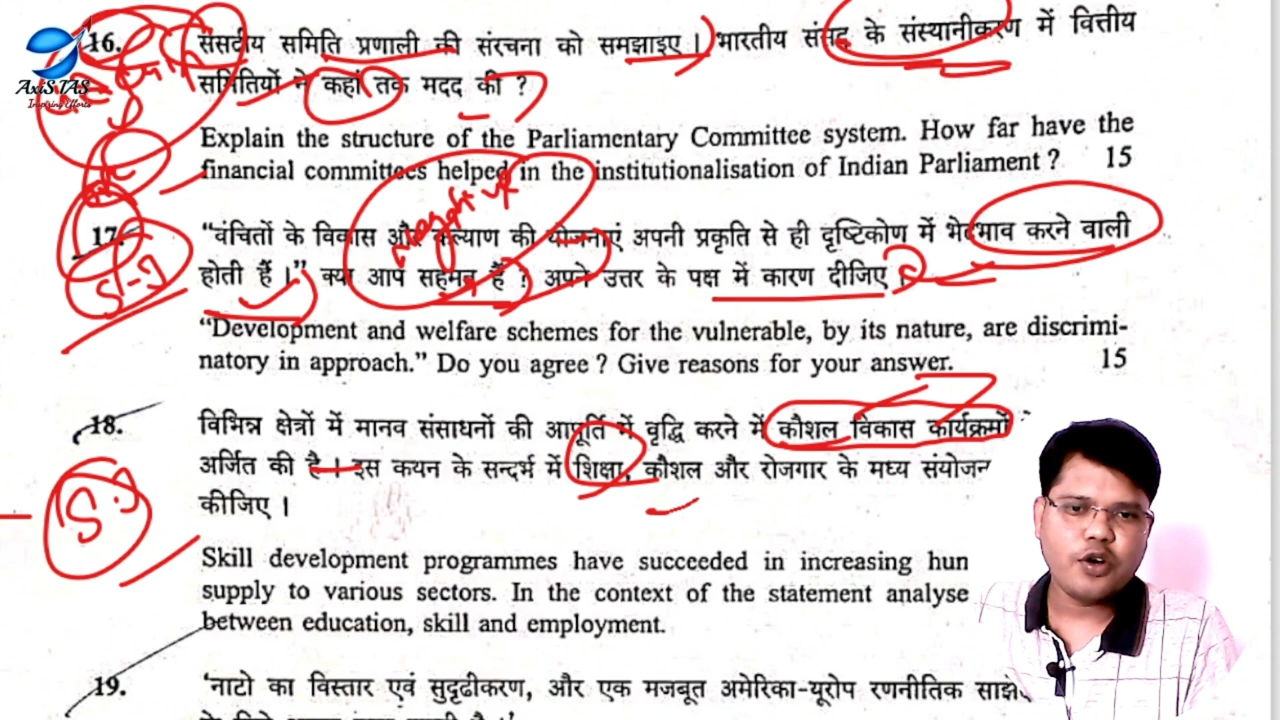 AxiSTAS
Inspiring Efforts
16. संसदीय समिति प्रणाली की संरचना को समझाइए । भारतीय संसद के संस्थानीकरण में वित्तीय
समितियों ने कहां तक मदद की ?
Explain the structure of the Parliamentary Committee system. How far have the
financial committees helped in the institutionalisation of Indian Parliament ? 15
17. “वंचितों के विकास और कल्याण की योजनाएं अपनी प्रकृति से ही दृष्टिकोण में भेदभाव करने वाली
होती हैं ।” क्या आप सहमत हैं ? अपने उत्तर के पक्ष में कारण दीजिए ।
“Development and welfare schemes for the vulnerable, by its nature, are discrimi-
natory in approach.” Do you agree ? Give reasons for your answer. 15
18. विभिन्न क्षेत्रों में मानव संसाधनों की आपूर्ति में वृद्धि करने में कौशल विकास कार्यक्रमों
अर्जित की है । इस कथन के सन्दर्भ में शिक्षा, कौशल और रोजगार के मध्य संयोजन
कीजिए ।
S-J
Skill development programmes have succeeded in increasing hun
supply to various sectors. In the context of the statement analyse
between education, skill and employment.
19. ‘नाटो का विस्तार एवं सुदृढीकरण, और एक मजबूत अमेरिका-यूरोप रणनीतिक